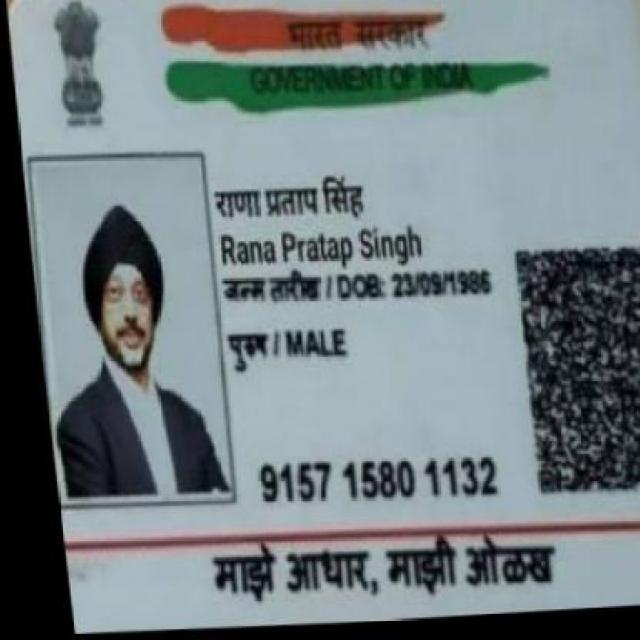 भारत सरकार
GOVERNMENT OF INDIA
राणा प्रताप सिंह
Rana Pratap Singh
जन्म तारीख / DOB: 23/09/1986
पुरुष / MALE
9157 1580 1132
माझे आधार, माझी ओळख